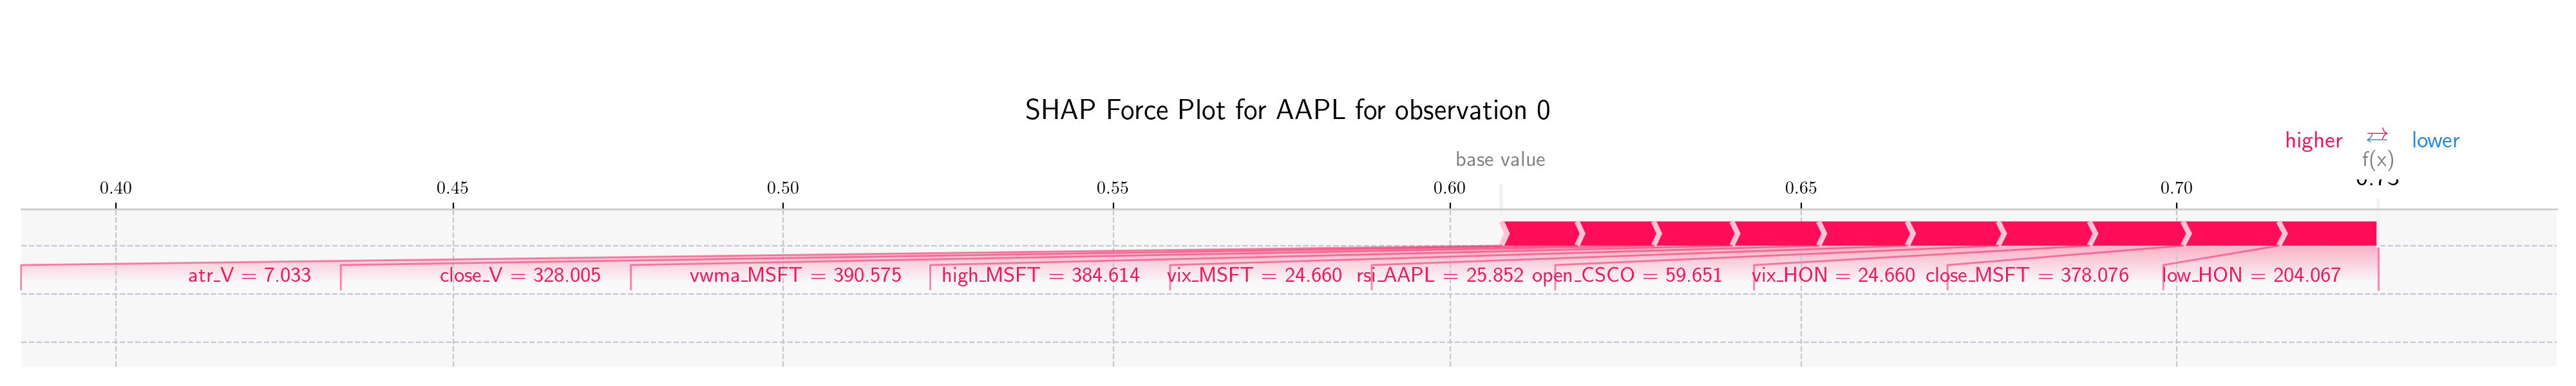 SHAP Force Plot for AAPL for observation 0
higher ⇄ lower
base value f(x)
0.40 0.45 0.50 0.55 0.60 0.65 0.70
atr_V = 7.033 close_V = 328.005 vwma_MSFT = 390.575 high_MSFT = 384.614 vix_MSFT = 24.660 rsi_AAPL = 25.852 open_CSCO = 59.651 vix_HON = 24.660 close_MSFT = 378.076 low_HON = 204.067